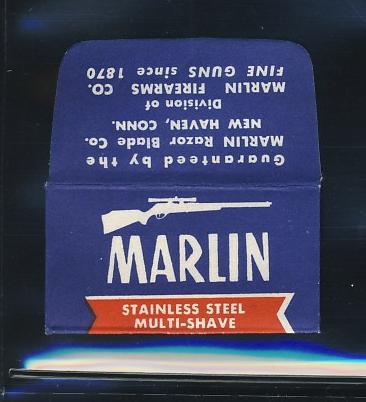 Guaranteed by the
MARLIN Razor Blade Co.
NEW HAVEN, CONN.
Division of
MARLIN FIREARMS CO.
FINE GUNS since 1870
MARLIN
STAINLESS STEEL
MULTI-SHAVE